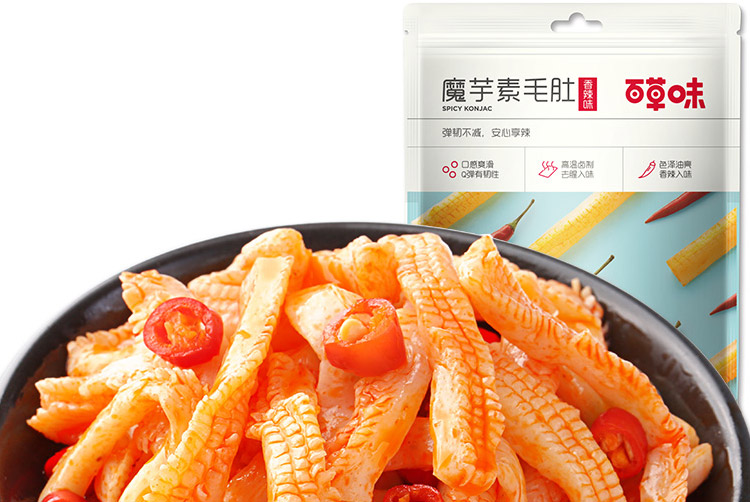 魔芋素毛肚
香辣味
百草味
SPICY KONJAC
弹韧不减，安心享辣
口感爽滑
Q弹有韧性
高温卤制
去腥入味
色泽油亮
香辣入味